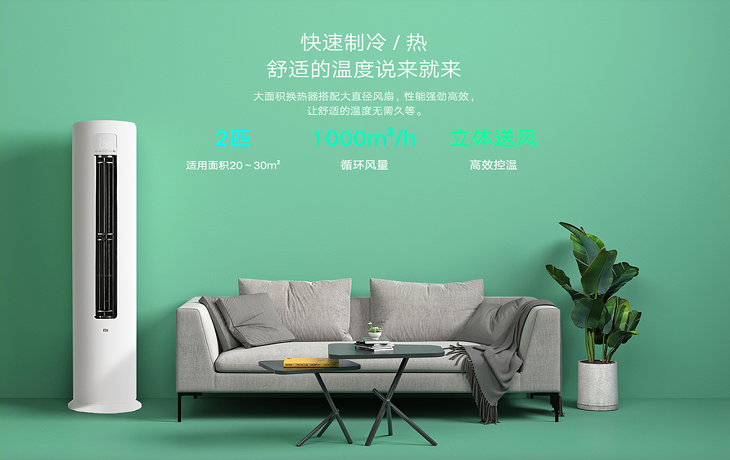 快速制冷 / 热
舒适的温度说来就来
大面积换热器搭配大直径风扇，性能强劲高效，
让舒适的温度无需久等。
2匹 1000m³/h 立体送风
适用面积20～30m² 循环风量 高效控温